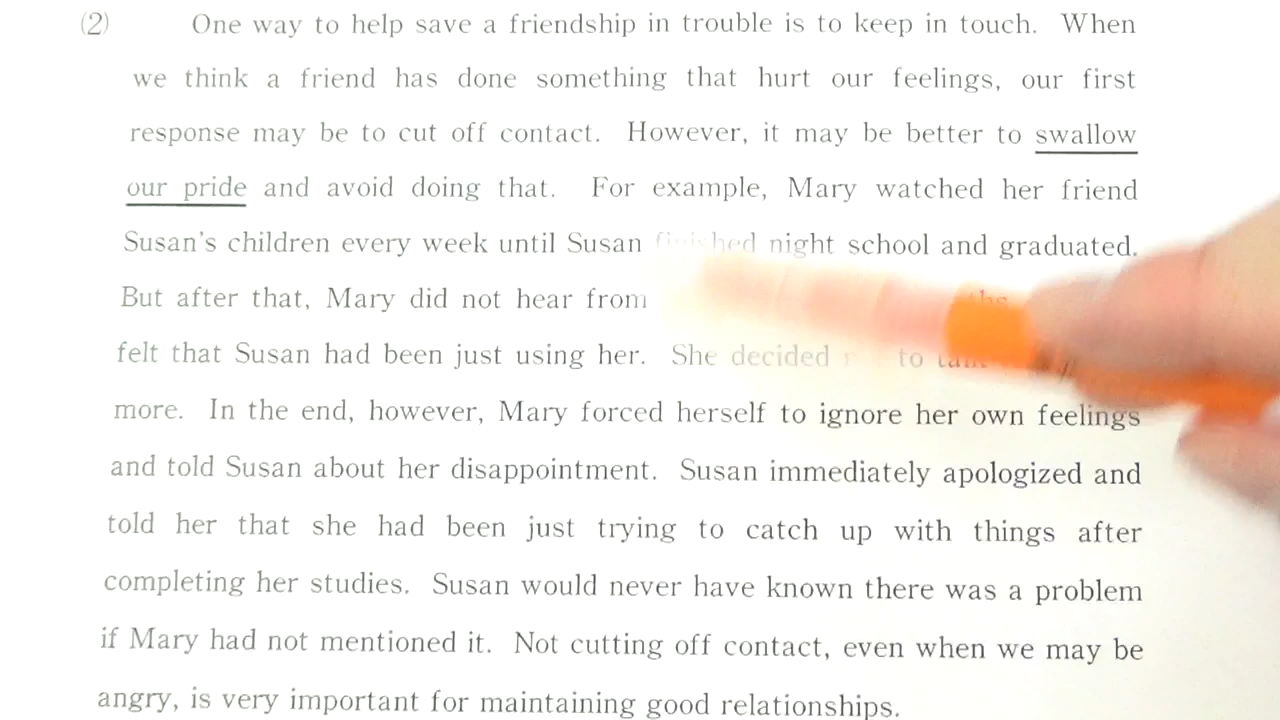 (2) One way to help save a friendship in trouble is to keep in touch. When
we think a friend has done something that hurt our feelings, our first
response may be to cut off contact. However, it may be better to swallow
our pride and avoid doing that. For example, Mary watched her friend
Susan's children every week until Susan finished night school and graduated.
But after that, Mary did not hear from the
felt that Susan had been just using her. She decided to
more. In the end, however, Mary forced herself to ignore her own feelings
and told Susan about her disappointment. Susan immediately apologized and
told her that she had been just trying to catch up with things after
completing her studies. Susan would never have known there was a problem
if Mary had not mentioned it. Not cutting off contact, even when we may be
angry, is very important for maintaining good relationships.